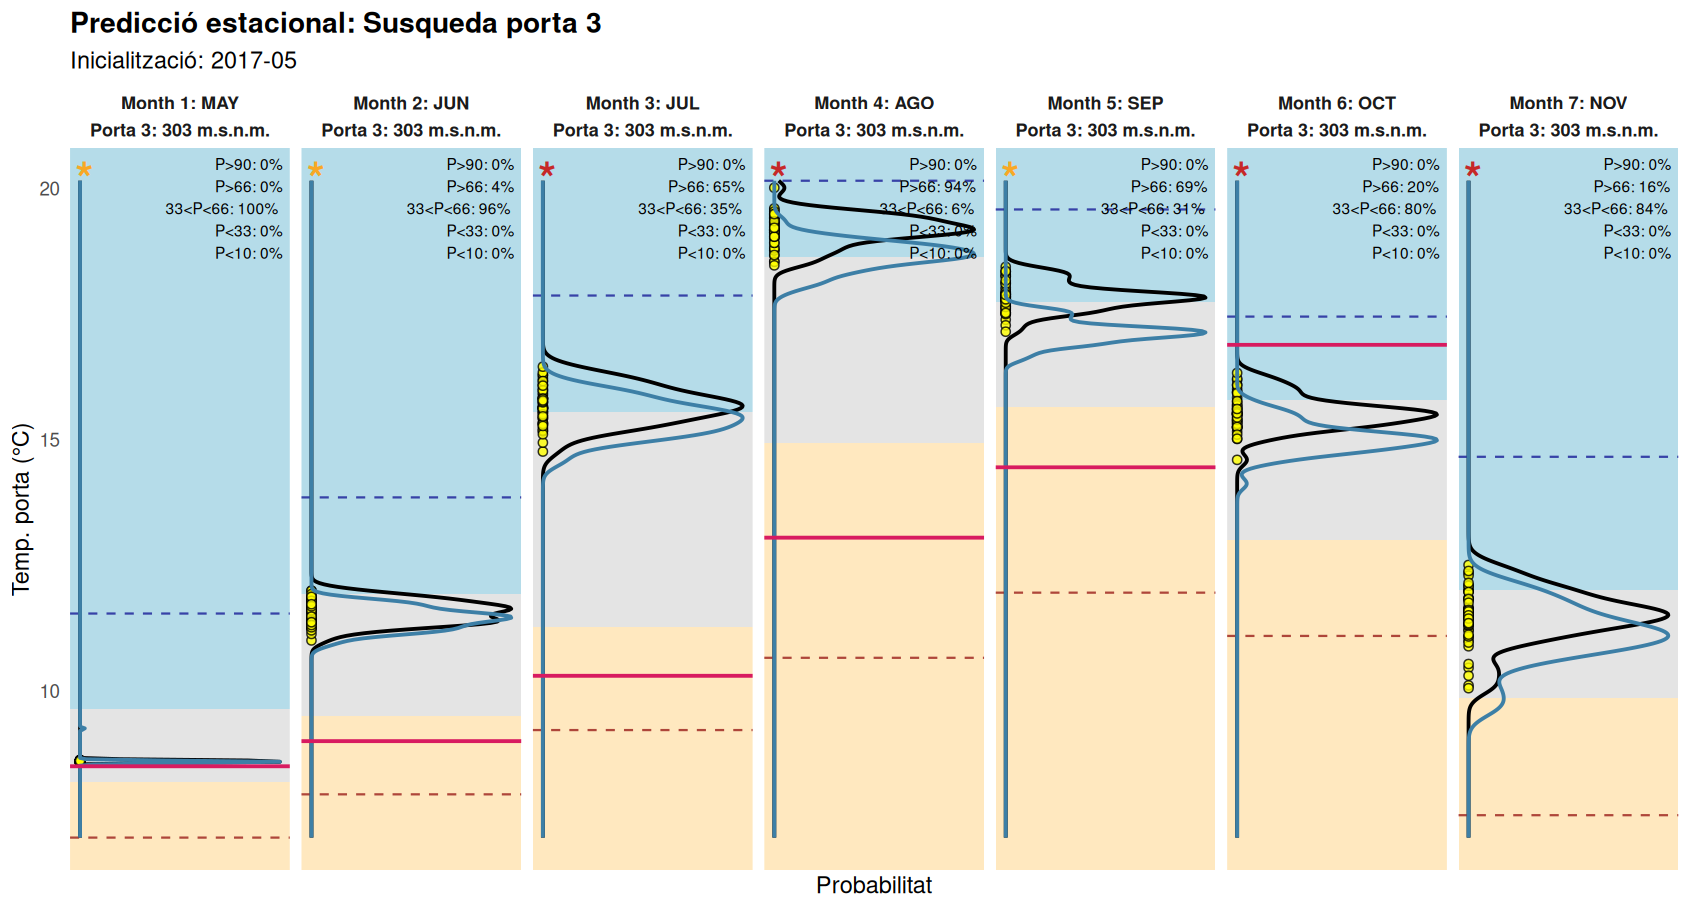 Predicció estacional: Susqueda porta 3
Inicialització: 2017-05
Month 1: MAY
Porta 3: 303 m.s.n.m.
Month 2: JUN
Porta 3: 303 m.s.n.m.
Month 3: JUL
Porta 3: 303 m.s.n.m.
Month 4: AGO
Porta 3: 303 m.s.n.m.
Month 5: SEP
Porta 3: 303 m.s.n.m.
Month 6: OCT
Porta 3: 303 m.s.n.m.
Month 7: NOV
Porta 3: 303 m.s.n.m.
*
P>90: 0%
P>66: 0%
33<P<66: 100%
P<33: 0%
P<10: 0%
*
P>90: 0%
P>66: 4%
33<P<66: 96%
P<33: 0%
P<10: 0%
*
P>90: 0%
P>66: 65%
33<P<66: 35%
P<33: 0%
P<10: 0%
*
P>90: 0%
P>66: 94%
33<P<66: 6%
P<33: 0%
P<10: 0%
*
P>90: 0%
P>66: 69%
33<P<66: 31%
P<33: 0%
P<10: 0%
*
P>90: 0%
P>66: 20%
33<P<66: 80%
P<33: 0%
P<10: 0%
*
P>90: 0%
P>66: 16%
33<P<66: 84%
P<33: 0%
P<10: 0%
20
15
10
Temp. porta (°C)
Probabilitat